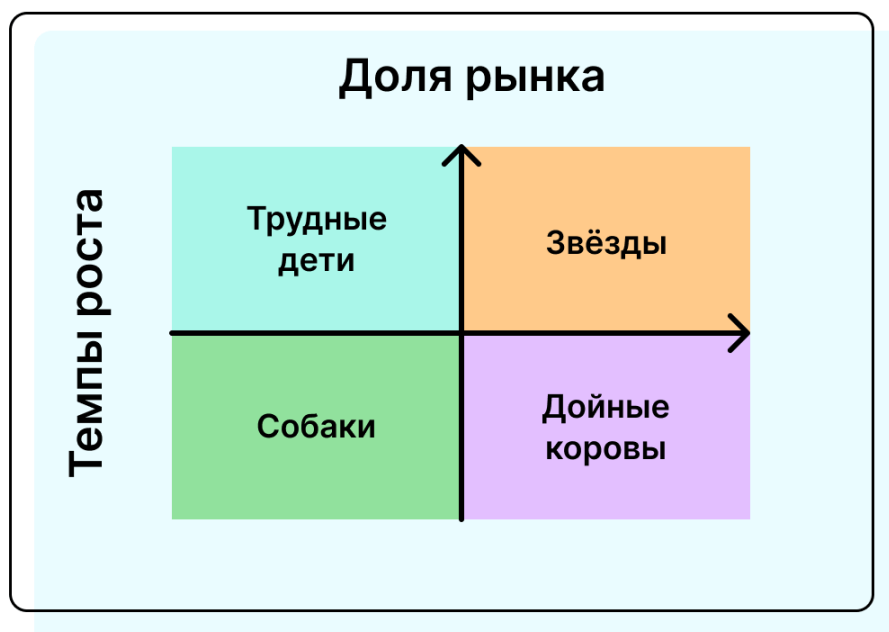 Доля рынка
Темпы роста
Трудные
дети
Звёзды
Собаки
Дойные
коровы